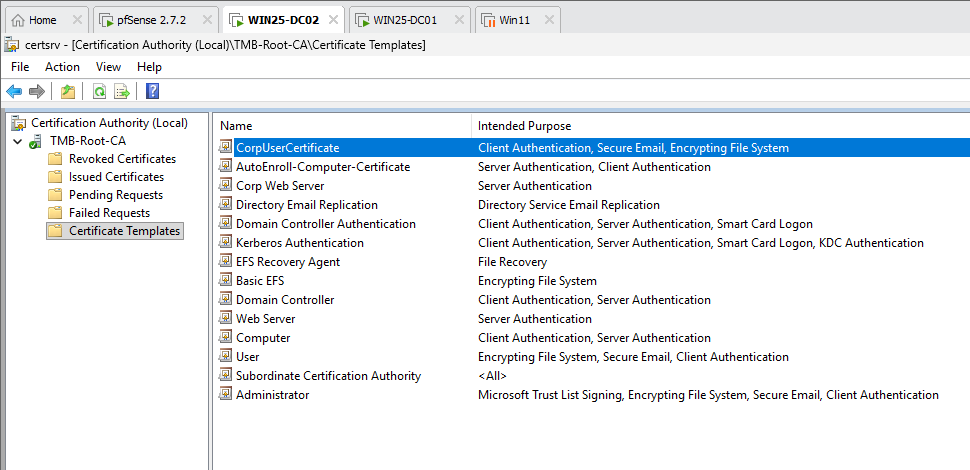 Home pfSense 2.7.2 WIN25-DC02 WIN25-DC01 Win11
certsrv - [Certification Authority (Local)\TMB-Root-CA\Certificate Templates]
File Action View Help
Certification Authority (Local)
TMB-Root-CA
Revoked Certificates
Issued Certificates
Pending Requests
Failed Requests
Certificate Templates
Name Intended Purpose
CorpUserCertificate Client Authentication, Secure Email, Encrypting File System
AutoEnroll-Computer-Certificate Server Authentication, Client Authentication
Corp Web Server Server Authentication
Directory Email Replication Directory Service Email Replication
Domain Controller Authentication Client Authentication, Server Authentication, Smart Card Logon
Kerberos Authentication Client Authentication, Server Authentication, Smart Card Logon, KDC Authentication
EFS Recovery Agent File Recovery
Basic EFS Encrypting File System
Domain Controller Client Authentication, Server Authentication
Web Server Server Authentication
Computer Client Authentication, Server Authentication
User Encrypting File System, Secure Email, Client Authentication
Subordinate Certification Authority <All>
Administrator Microsoft Trust List Signing, Encrypting File System, Secure Email, Client Authentication